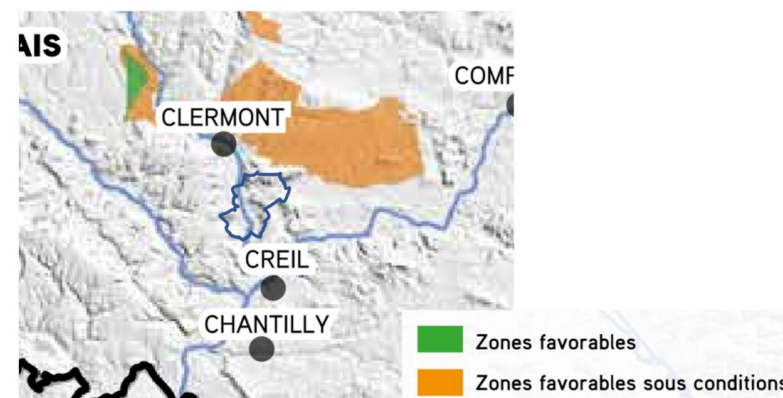 AIS
COMP
CLERMONT
CREIL
CHANTILLY
Zones favorables
Zones favorables sous conditions